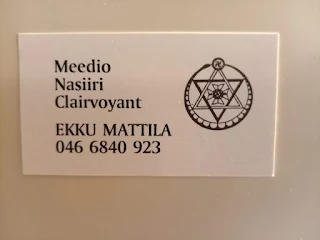 Meedio
Nasiiri
Clairvoyant
EKKU MATTILA
046 6840 923